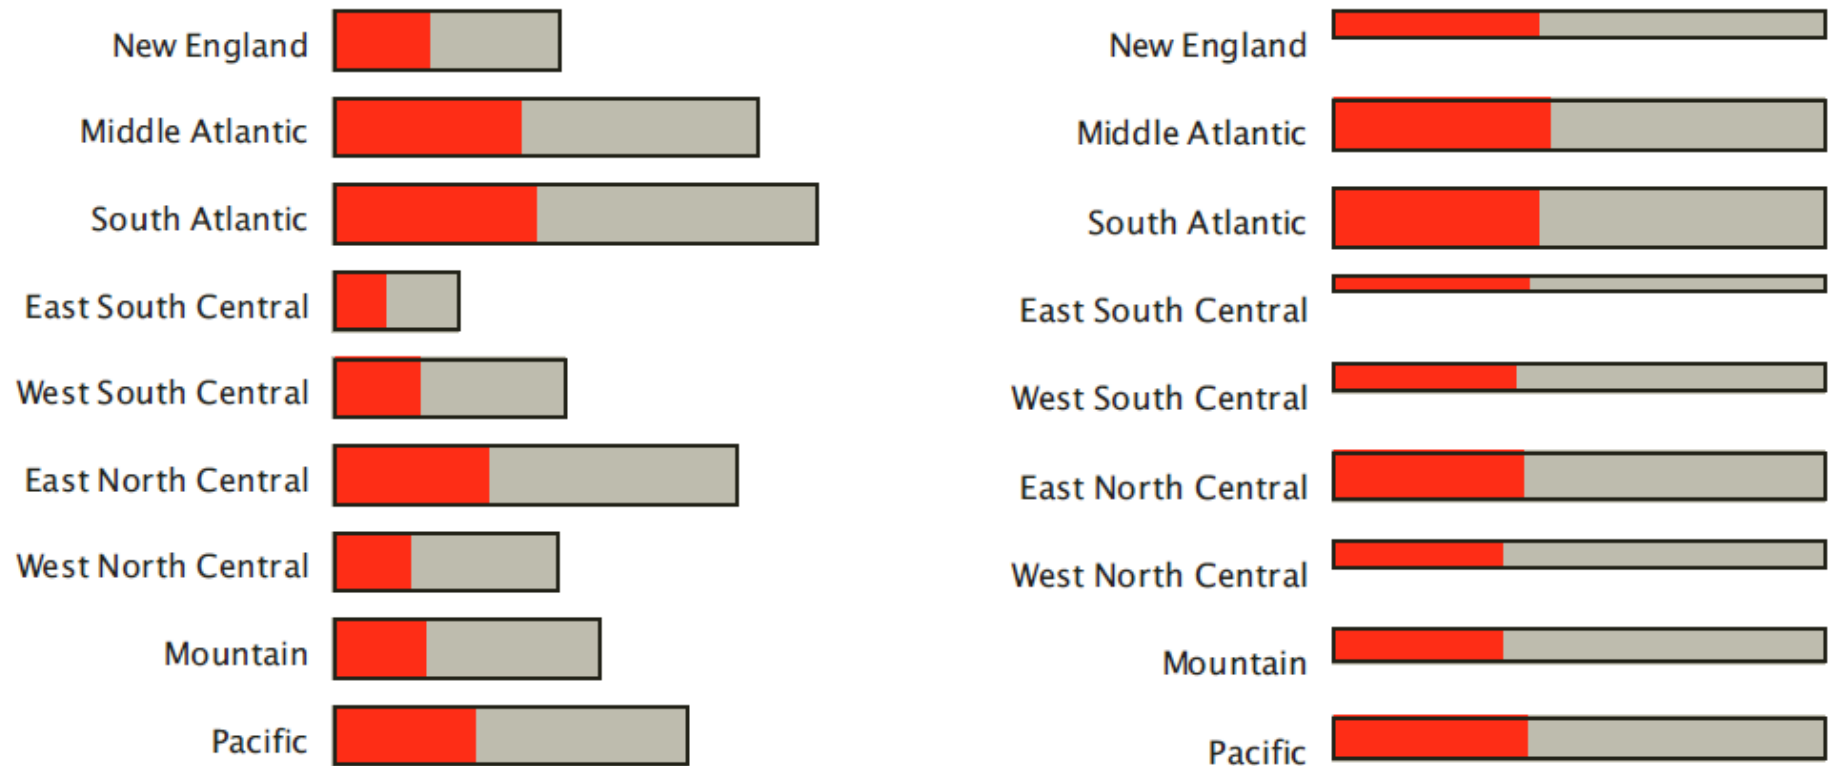 New England
Middle Atlantic
South Atlantic
East South Central
West South Central
East North Central
West North Central
Mountain
Pacific
New England
Middle Atlantic
South Atlantic
East South Central
West South Central
East North Central
West North Central
Mountain
Pacific